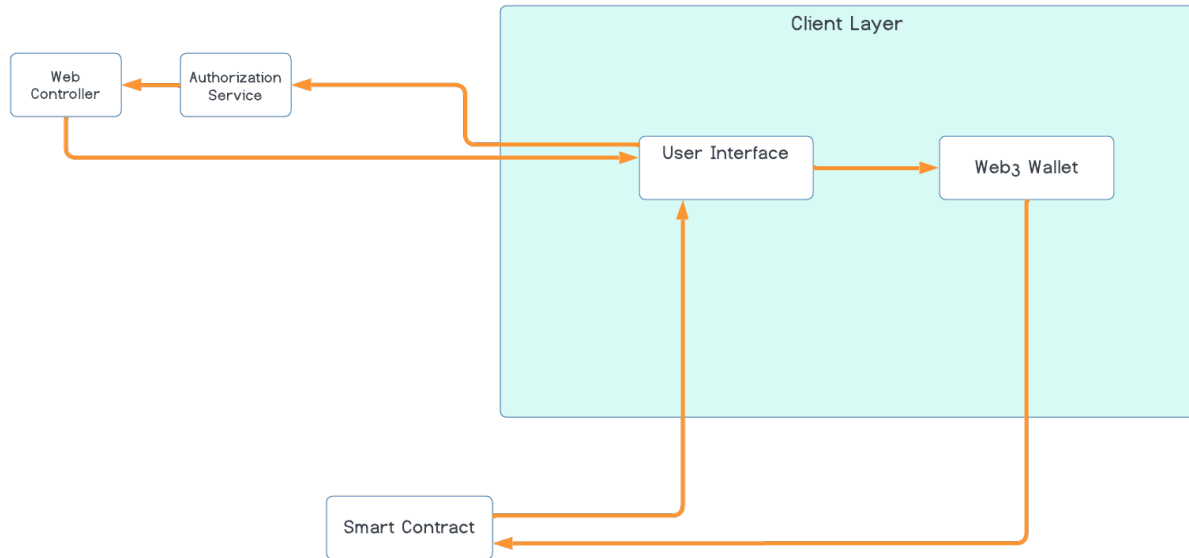 Client Layer
Web
Controller
Authorization
Service
User Interface
Web3 Wallet
Smart Contract